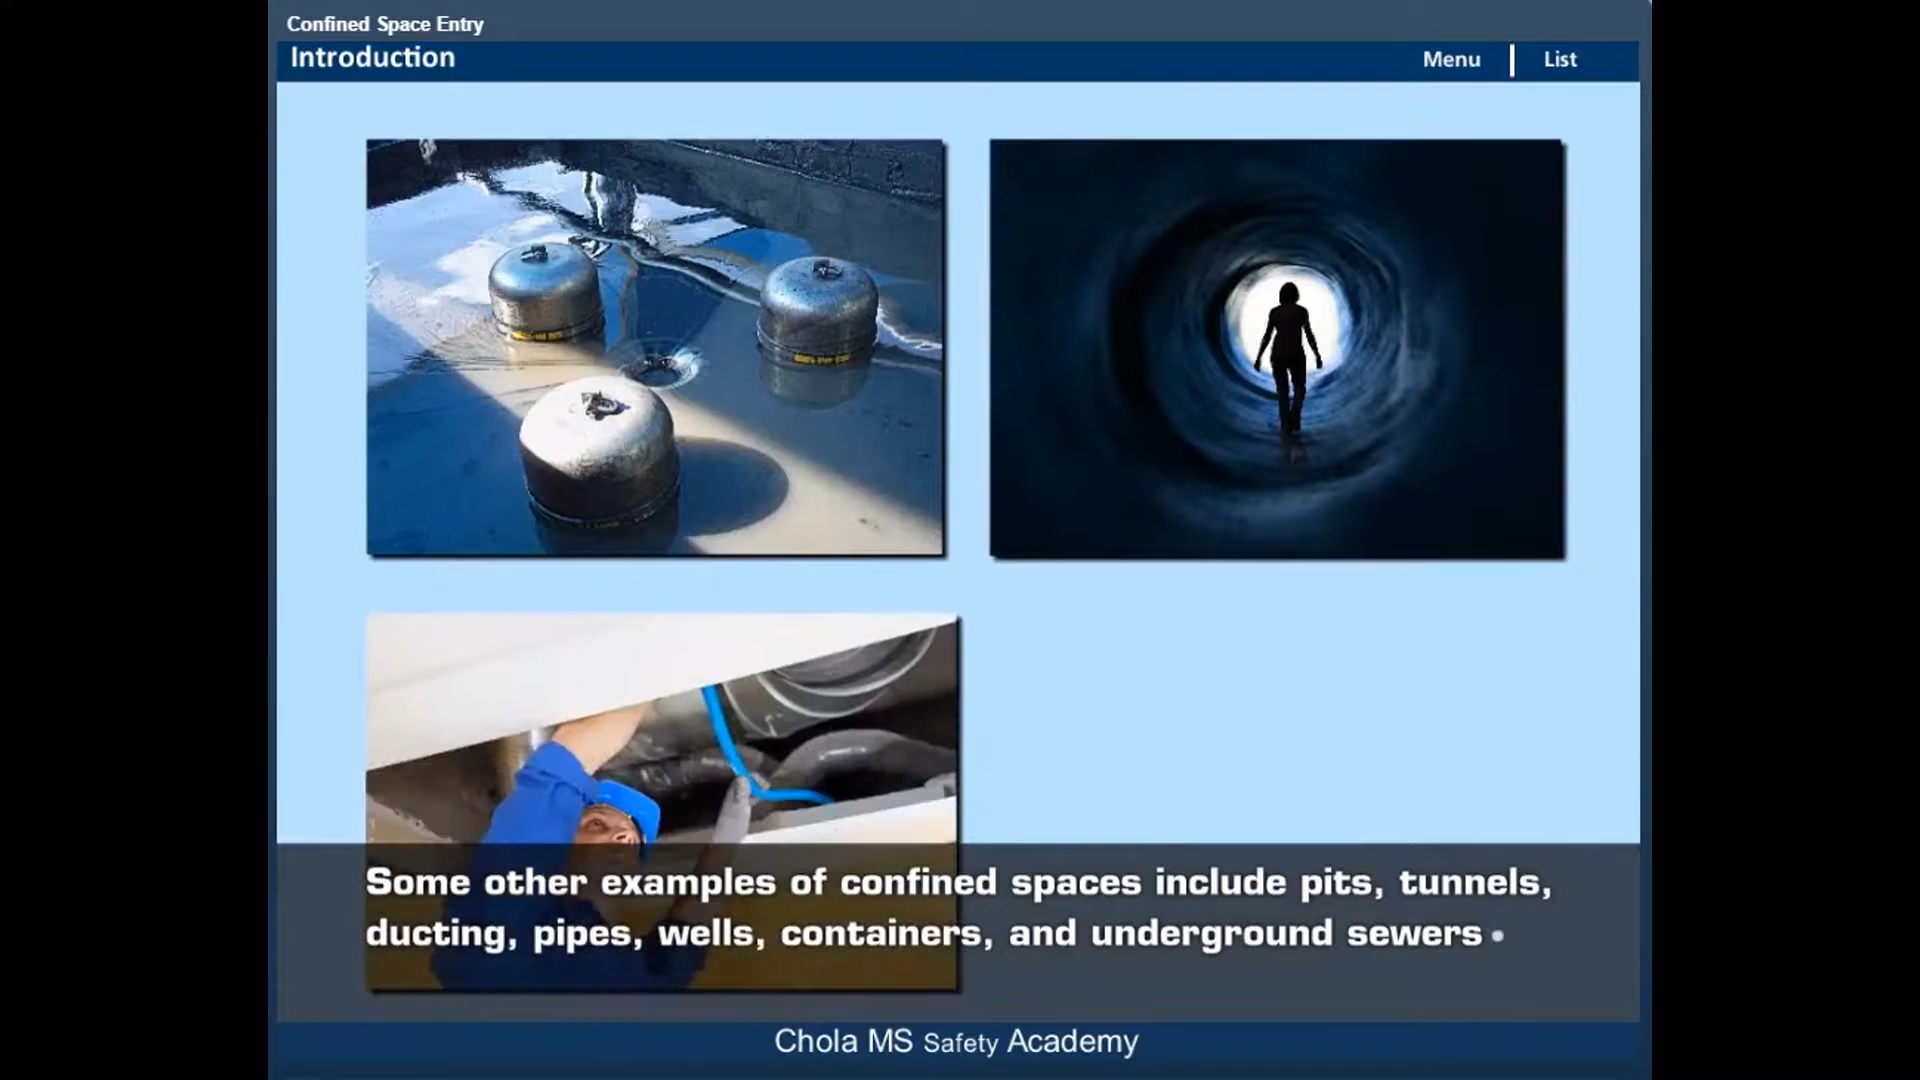 Confined Space Entry
Introduction
Menu | List
Some other examples of confined spaces include pits, tunnels,
ducting, pipes, wells, containers, and underground sewers •
Chola MS Safety Academy